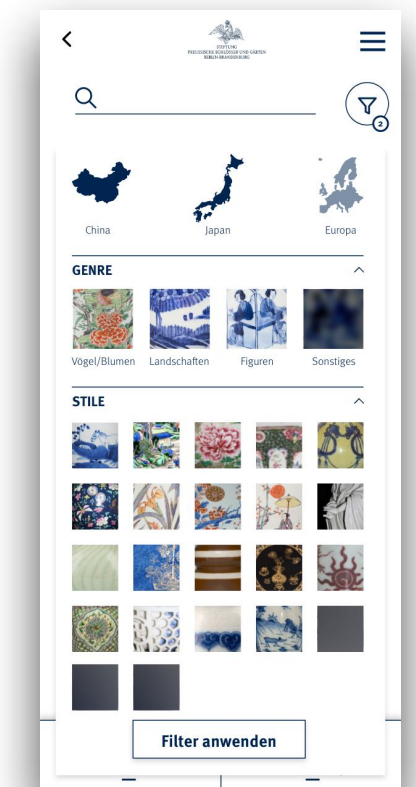 STIFTUNG
PREUSSISCHE SCHLÖSSER UND GÄRTEN
BERLIN-BRANDENBURG
2
China
Japan
Europa
GENRE
Vögel/Blumen
Landschaften
Figuren
Sonstiges
STILE
Filter anwenden